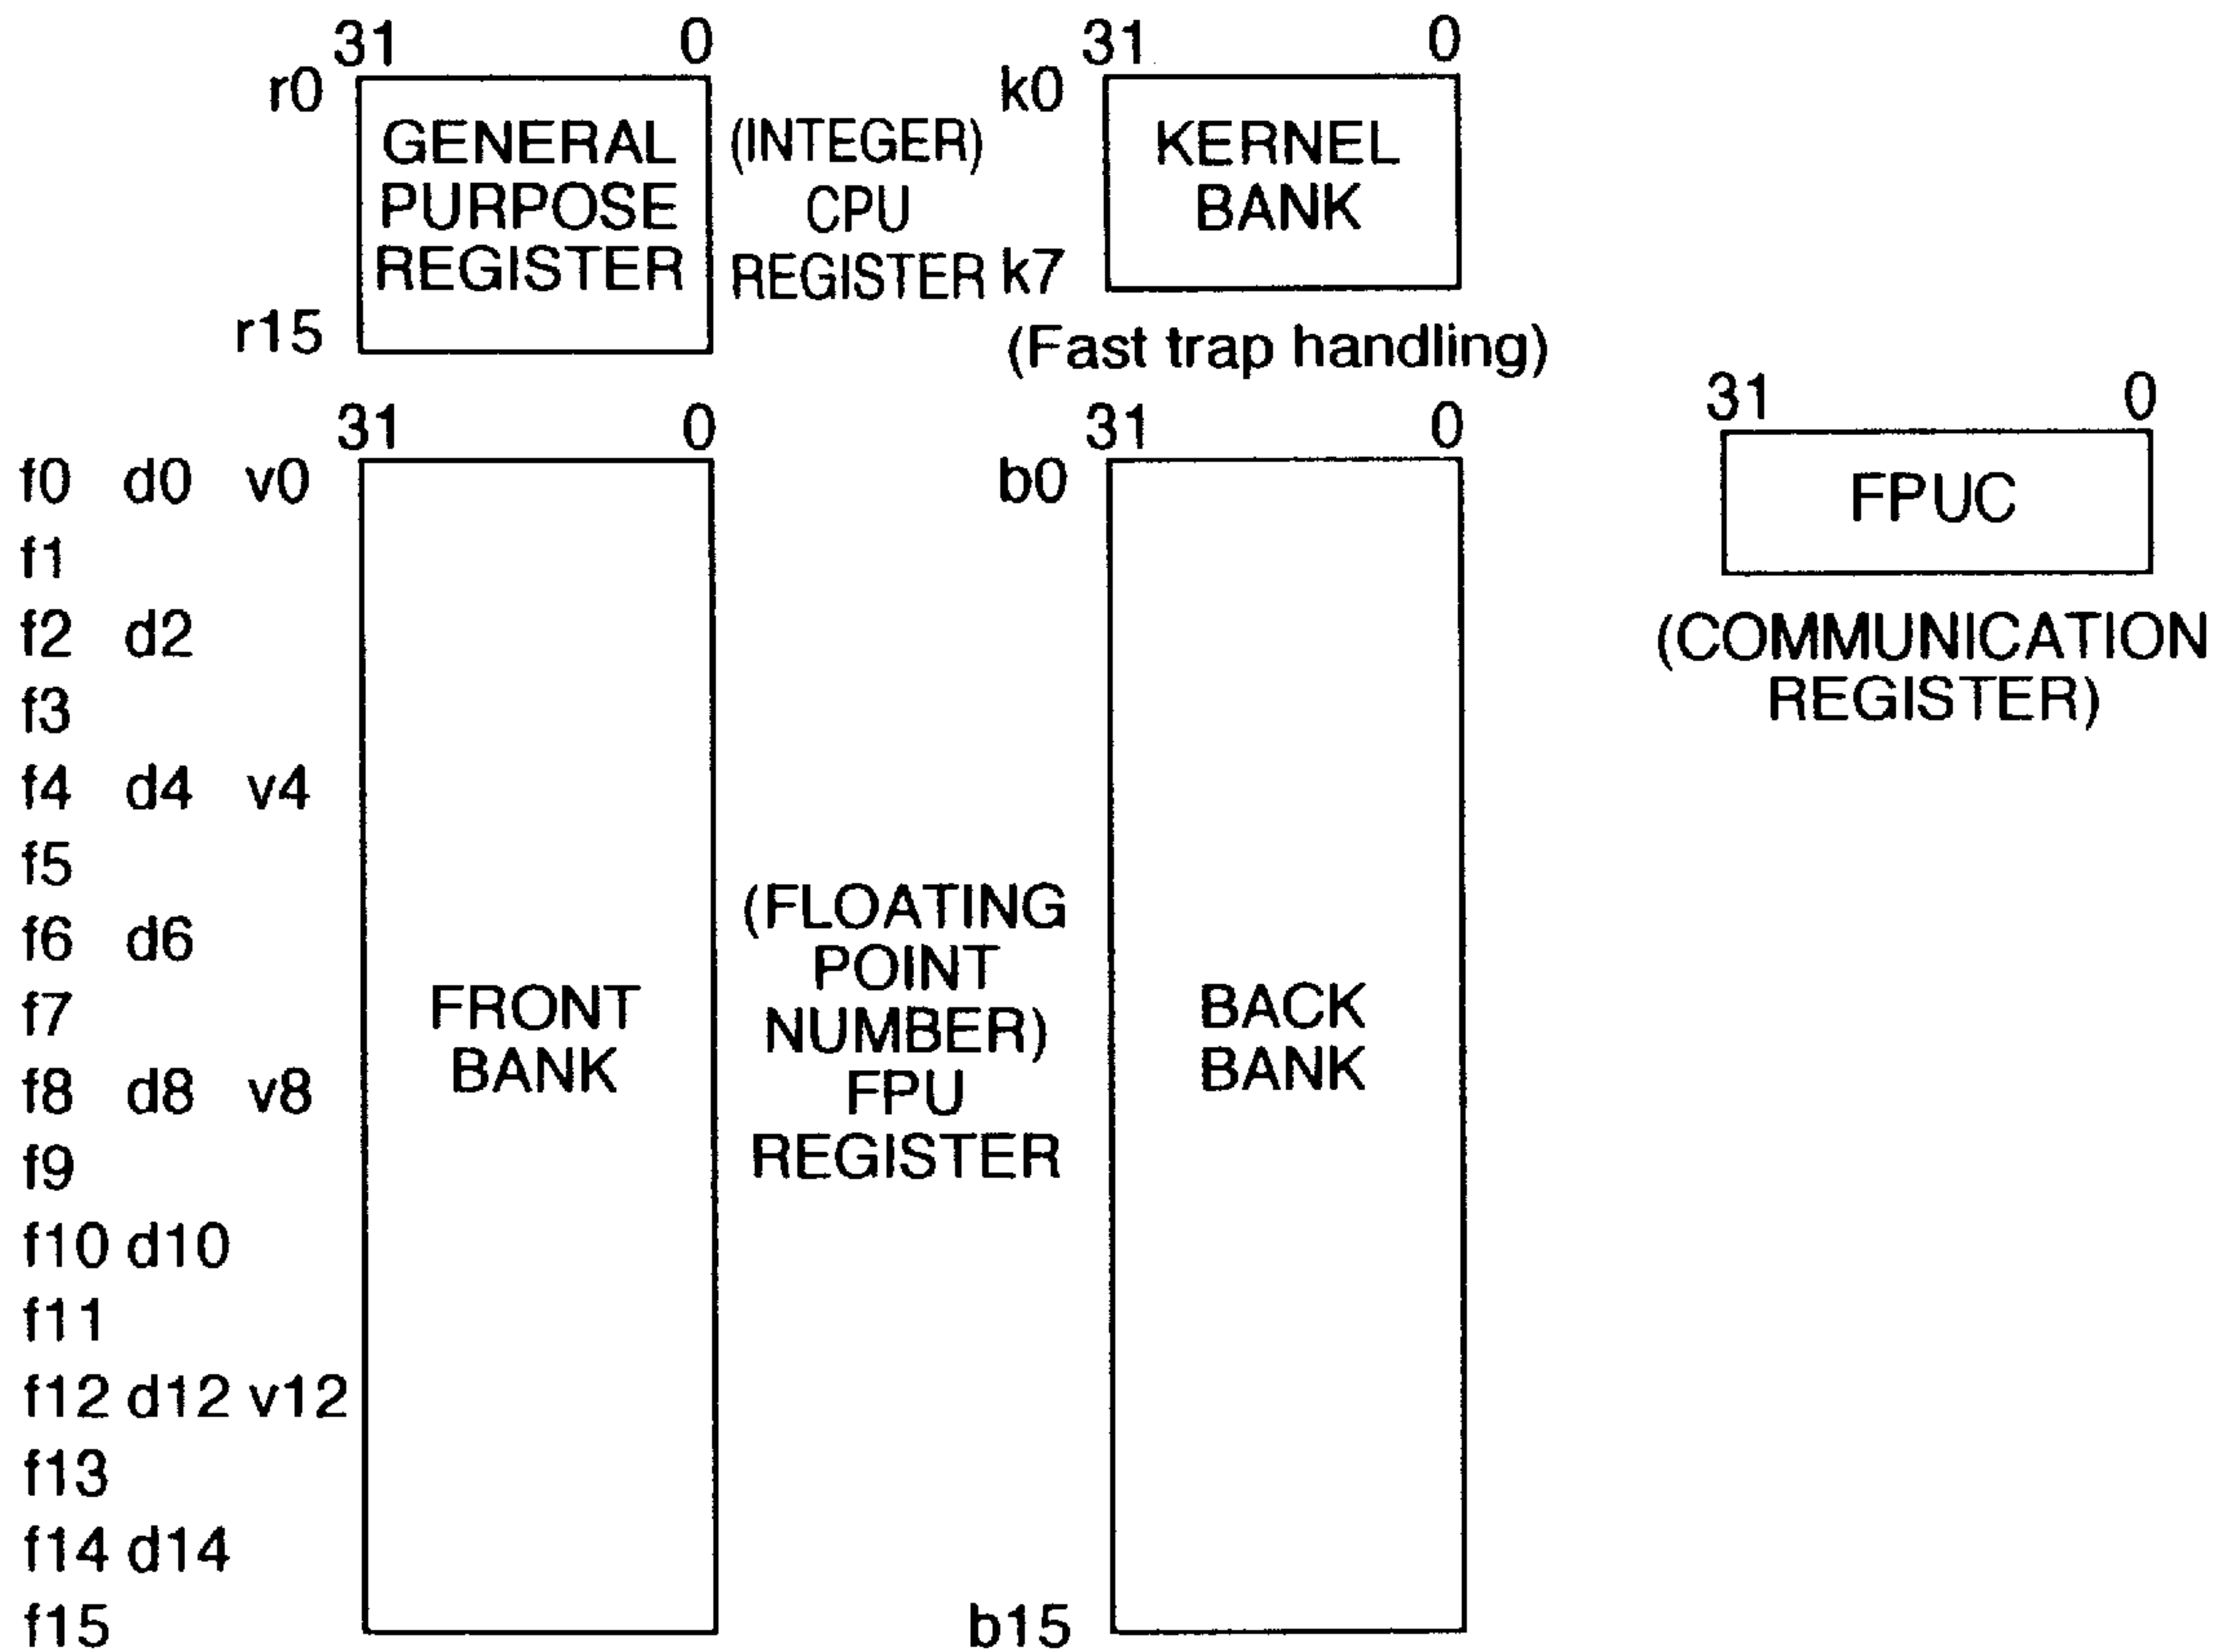 31 0
r0
GENERAL
PURPOSE
REGISTER
r15
(INTEGER)
CPU
REGISTER
31 0
k0
KERNEL
BANK
k7
(Fast trap handling)
31 0
FPUC
(COMMUNICATION
REGISTER)
31 0
f0 d0 v0
f1
f2 d2
f3
f4 d4 v4
f5
f6 d6
f7
f8 d8 v8
f9
f10 d10
f11
f12 d12 v12
f13
f14 d14
f15
FRONT
BANK
(FLOATING
POINT
NUMBER)
FPU
REGISTER
31 0
b0
BACK
BANK
b15